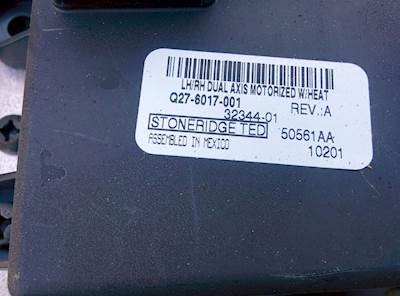 LH/RH DUAL AXIS MOTORIZED W/HEAT
Q27-6017-001 REV.:A
32344-01
STONERIDGE TED 50561AA
ASSEMBLED IN MEXICO 10201